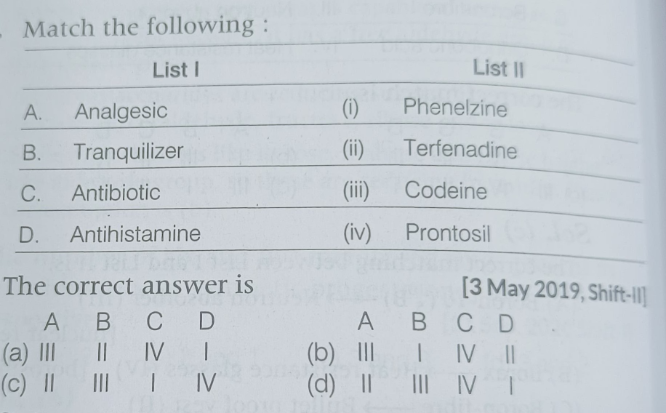 Match the following :
List I List II
A. Analgesic (i) Phenelzine
B. Tranquilizer (ii) Terfenadine
C. Antibiotic (iii) Codeine
D. Antihistamine (iv) Prontosil
The correct answer is [3 May 2019, Shift-II]
A B C D A B C D
(a) III II IV I (b) III I IV II
(c) II III I IV (d) II III IV I